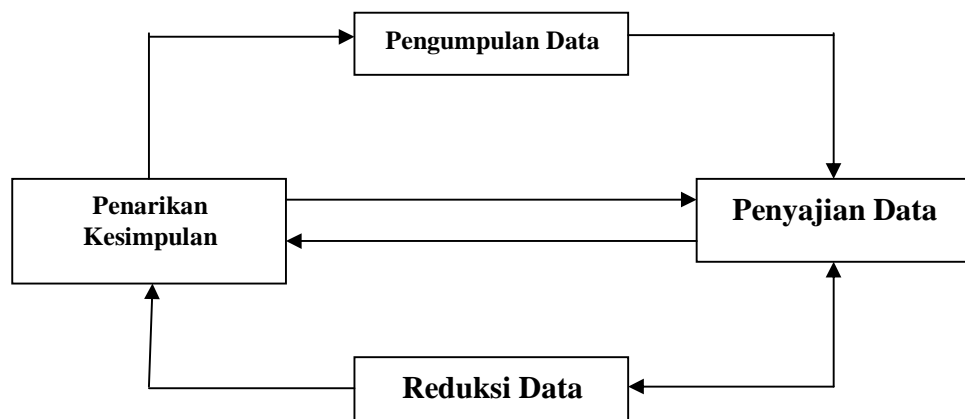 Pengumpulan Data
Penarikan
Kesimpulan
Penyajian Data
Reduksi Data